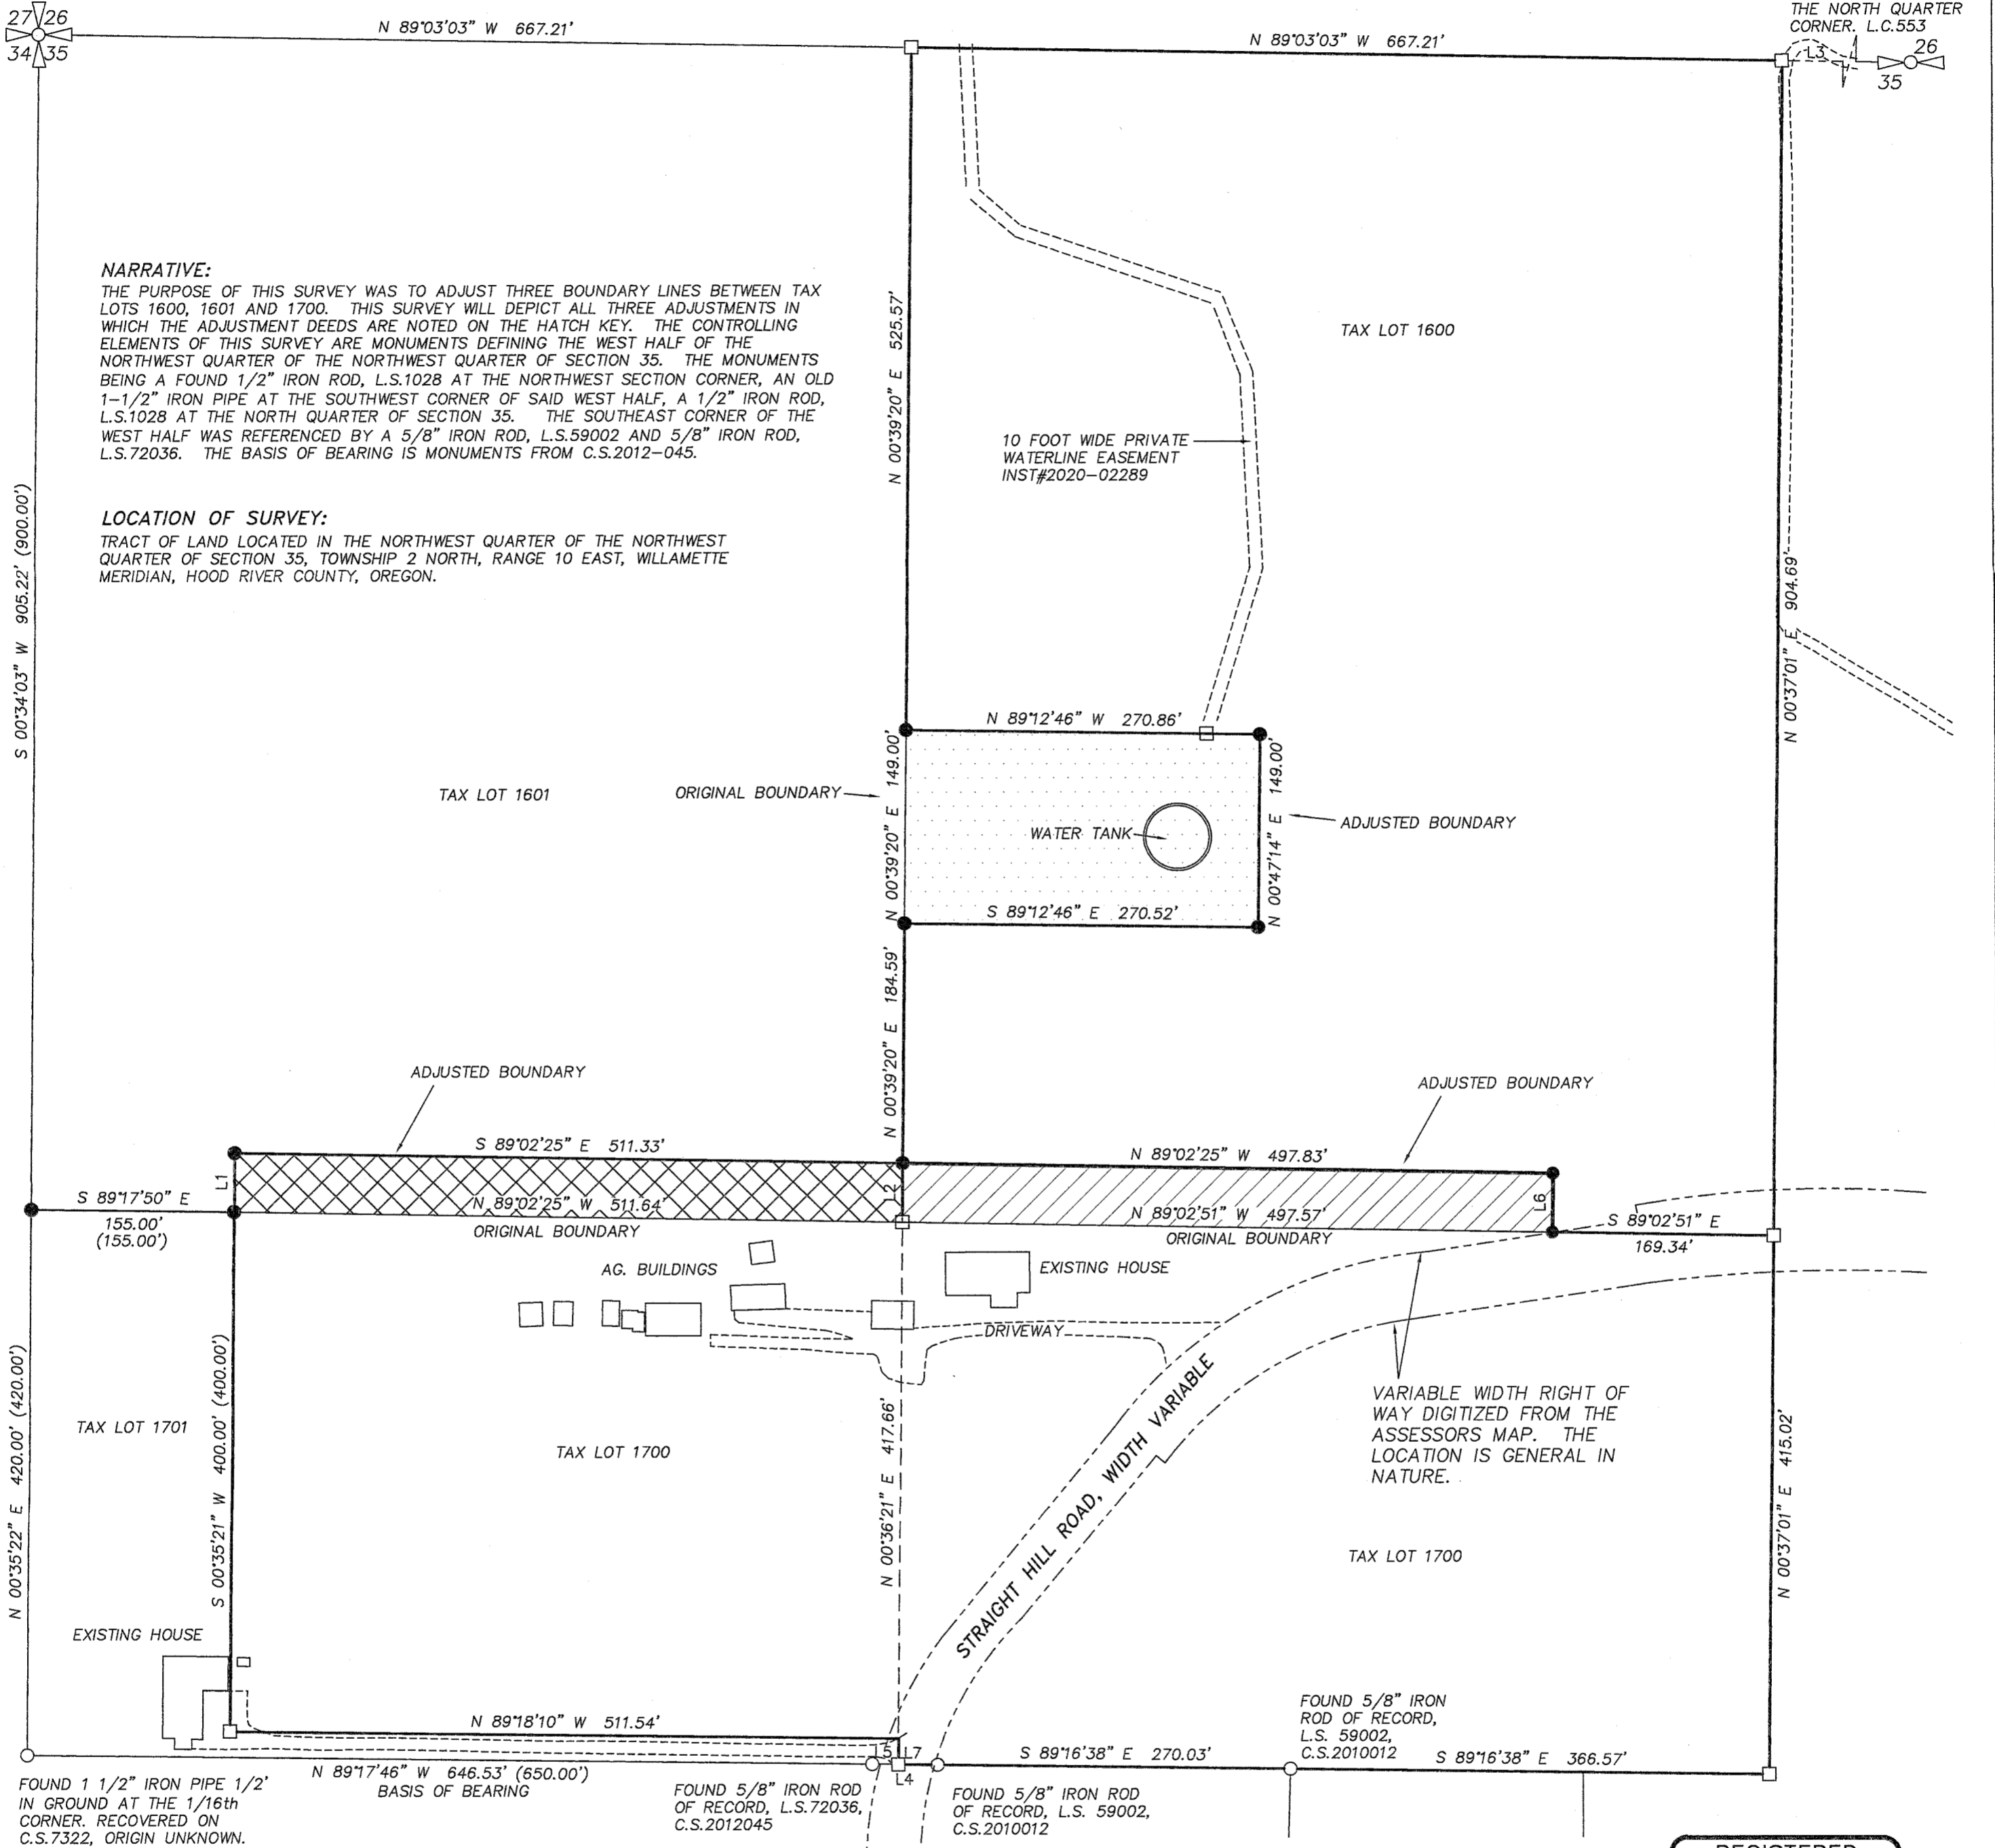 27 26
34 35
N 89°03'03" W 667.21'
N 89°03'03" W 667.21'
THE NORTH QUARTER
CORNER. L.C.553
L3
26
35
NARRATIVE:
THE PURPOSE OF THIS SURVEY WAS TO ADJUST THREE BOUNDARY LINES BETWEEN TAX
LOTS 1600, 1601 AND 1700. THIS SURVEY WILL DEPICT ALL THREE ADJUSTMENTS IN
WHICH THE ADJUSTMENT DEEDS ARE NOTED ON THE HATCH KEY. THE CONTROLLING
ELEMENTS OF THIS SURVEY ARE MONUMENTS DEFINING THE WEST HALF OF THE
NORTHWEST QUARTER OF THE NORTHWEST QUARTER OF SECTION 35. THE MONUMENTS
BEING A FOUND 1/2" IRON ROD, L.S.1028 AT THE NORTHWEST SECTION CORNER, AN OLD
1-1/2" IRON PIPE AT THE SOUTHWEST CORNER OF SAID WEST HALF, A 1/2" IRON ROD,
L.S.1028 AT THE NORTH QUARTER OF SECTION 35. THE SOUTHEAST CORNER OF THE
WEST HALF WAS REFERENCED BY A 5/8" IRON ROD, L.S.59002 AND 5/8" IRON ROD,
L.S.72036. THE BASIS OF BEARING IS MONUMENTS FROM C.S.2012-045.
LOCATION OF SURVEY:
TRACT OF LAND LOCATED IN THE NORTHWEST QUARTER OF THE NORTHWEST
QUARTER OF SECTION 35, TOWNSHIP 2 NORTH, RANGE 10 EAST, WILLAMETTE
MERIDIAN, HOOD RIVER COUNTY, OREGON.
S 00°34'03" W 905.22' (900.00')
N 00°39'20" E 525.57'
TAX LOT 1600
10 FOOT WIDE PRIVATE
WATERLINE EASEMENT
INST#2020-02289
N 00°37'01" E 904.69'
N 89°12'46" W 270.86'
TAX LOT 1601
ORIGINAL BOUNDARY
N 00°39'20" E 149.00'
WATER TANK
N 00°47'14" E 149.00'
ADJUSTED BOUNDARY
S 89°12'46" E 270.52'
N 00°39'20" E 184.59'
ADJUSTED BOUNDARY
ADJUSTED BOUNDARY
S 89°02'25" E 511.33'
N 89°02'25" W 497.83'
L1
L2
L6
S 89°17'50" E
155.00'
(155.00')
N 89°02'25" W 511.64'
ORIGINAL BOUNDARY
N 89°02'51" W 497.57'
ORIGINAL BOUNDARY
S 89°02'51" E
169.34'
AG. BUILDINGS
EXISTING HOUSE
DRIVEWAY
N 00°35'22" E 420.00' (420.00')
TAX LOT 1701
S 00°35'21" W 400.00' (400.00')
TAX LOT 1700
N 00°36'21" E 417.66'
STRAIGHT HILL ROAD, WIDTH VARIABLE
VARIABLE WIDTH RIGHT OF
WAY DIGITIZED FROM THE
ASSESSORS MAP. THE
LOCATION IS GENERAL IN
NATURE.
TAX LOT 1700
N 00°37'01" E 415.02'
EXISTING HOUSE
N 89°18'10" W 511.54'
L5
L7
L4
N 89°17'46" W 646.53' (650.00')
BASIS OF BEARING
S 89°16'38" E 270.03'
FOUND 5/8" IRON
ROD OF RECORD,
L.S. 59002,
C.S.2010012
S 89°16'38" E 366.57'
FOUND 1 1/2" IRON PIPE 1/2'
IN GROUND AT THE 1/16th
CORNER. RECOVERED ON
C.S.7322, ORIGIN UNKNOWN.
FOUND 5/8" IRON ROD
OF RECORD, L.S.72036,
C.S.2012045
FOUND 5/8" IRON ROD
OF RECORD, L.S. 59002,
C.S.2010012
REGISTERED